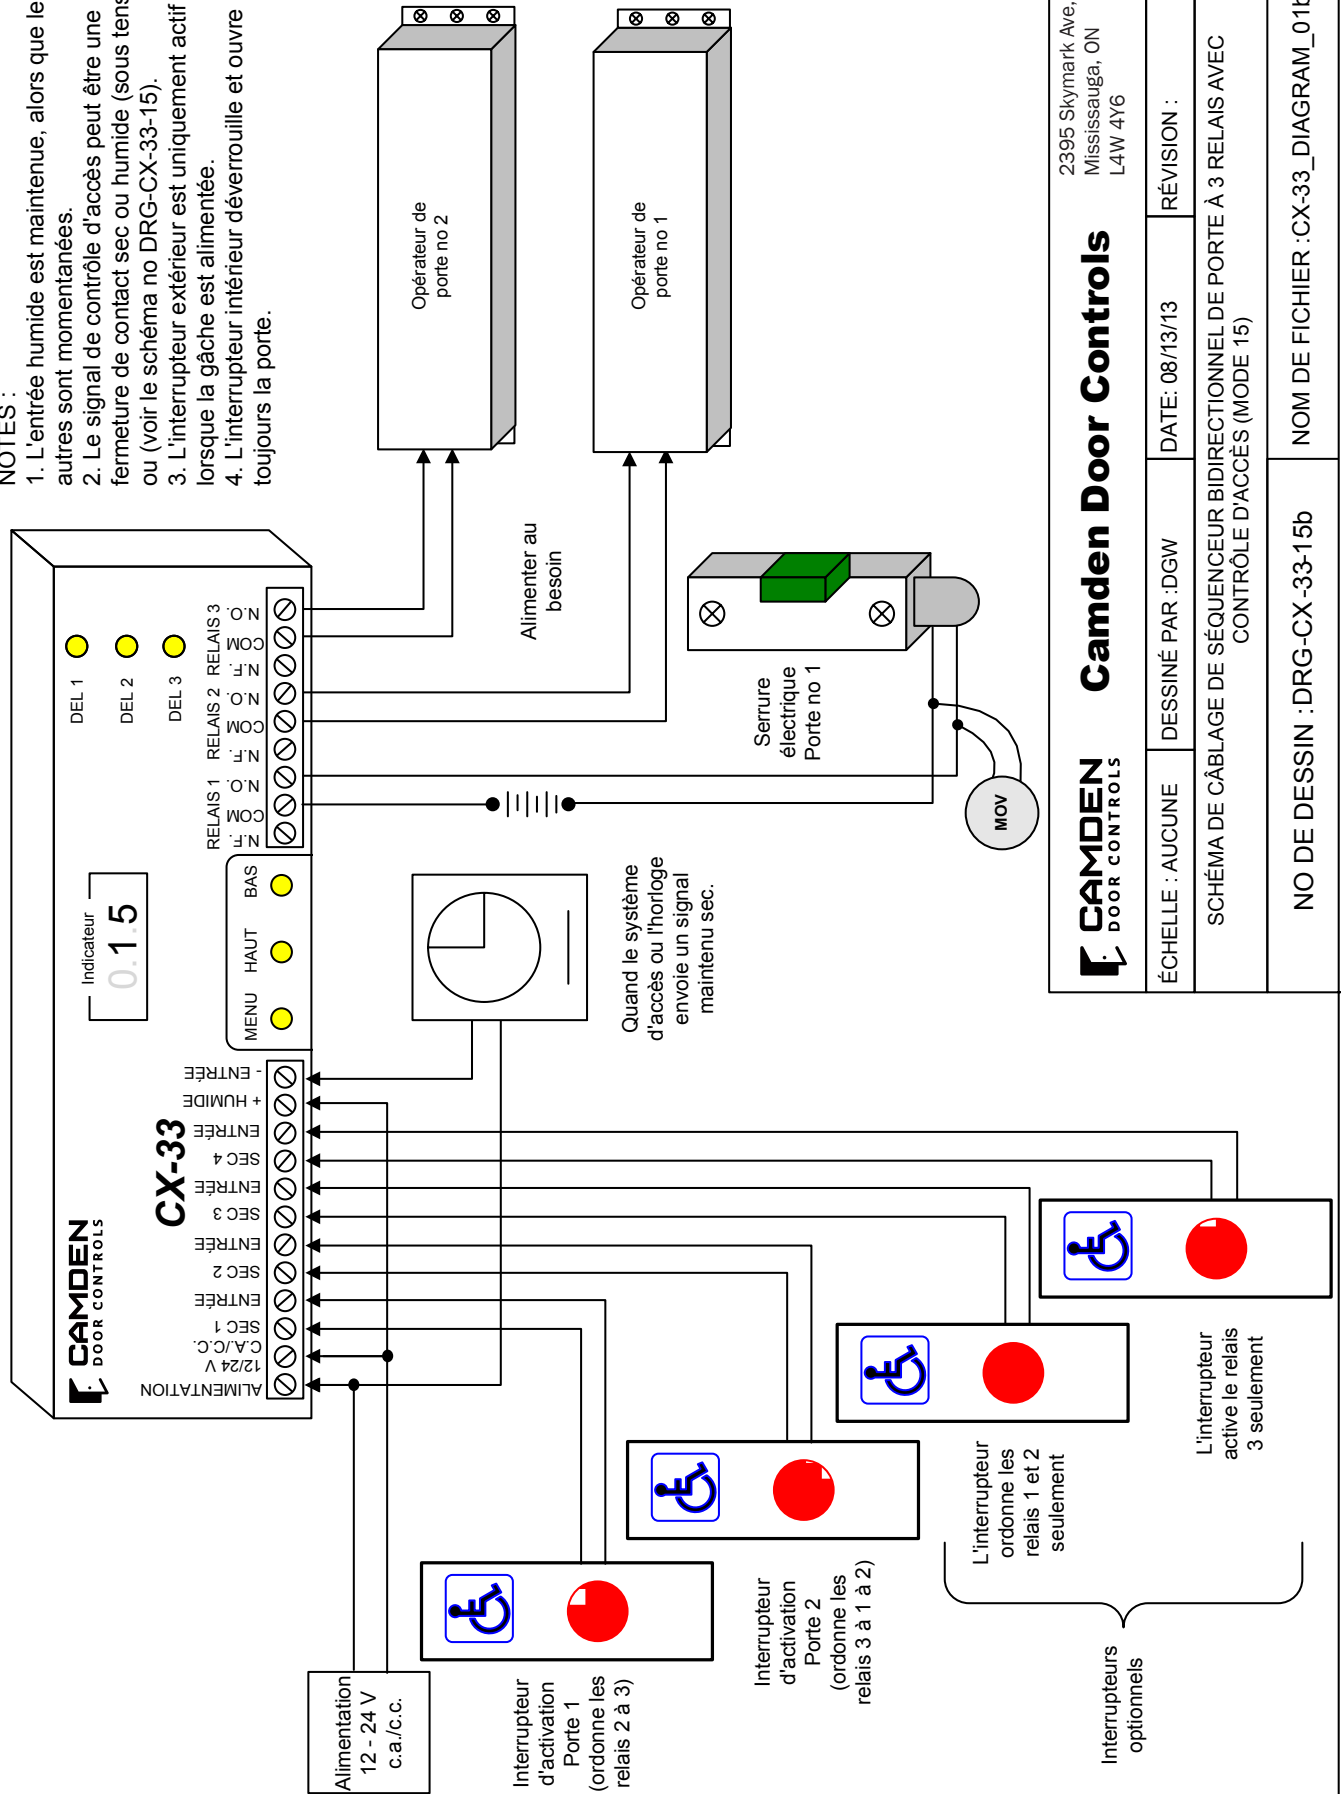 NOTES :
1. L'entrée humide est maintenue, alors que le
autres sont momentanées.
2. Le signal de contrôle d'accès peut être une
fermeture de contact sec ou humide (sous tens
ou (voir le schéma no DRG-CX-33-15).
3. L'interrupteur extérieur est uniquement actif
lorsque la gâche est alimentée.
4. L'interrupteur intérieur déverrouille et ouvre
toujours la porte.
CAMDEN
DOOR CONTROLS
CX-33
Indicateur
0.1.5
MENU
HAUT
BAS
DEL 1
DEL 2
DEL 3
ALIMENTATION
12/24 V
C.A./C.C.
SEC 1
ENTRÉE
SEC 2
ENTRÉE
SEC 3
ENTRÉE
SEC 4
ENTRÉE
+ HUMIDE
- ENTRÉE
RELAIS 1
N.F.
COM
N.O.
RELAIS 2
N.F.
COM
N.O.
RELAIS 3
N.F.
COM
N.O.
Opérateur de
porte no 2
Opérateur de
porte no 1
Alimenter au
besoin
Serrure
électrique
Porte no 1
MOV
Quand le système
d'accès ou l'horloge
envoie un signal
maintenu sec.
Alimentation
12 - 24 V
c.a./c.c.
Interrupteur
d'activation
Porte 1
(ordonne les
relais 2 à 3)
Interrupteur
d'activation
Porte 2
(ordonne les
relais 3 à 1 à 2)
L'interrupteur
ordonne les
relais 1 et 2
seulement
L'interrupteur
active le relais
3 seulement
Interrupteurs
optionnels
CAMDEN
DOOR CONTROLS
Camden Door Controls
2395 Skymark Ave,
Mississauga, ON
L4W 4Y6
ÉCHELLE : AUCUNE
DESSINÉ PAR :DGW
DATE: 08/13/13
RÉVISION :
SCHÉMA DE CÂBLAGE DE SÉQUENCEUR BIDIRECTIONNEL DE PORTE À 3 RELAIS AVEC
CONTRÔLE D'ACCÈS (MODE 15)
NO DE DESSIN :DRG-CX-33-15b
NOM DE FICHIER :CX-33_DIAGRAM_01b